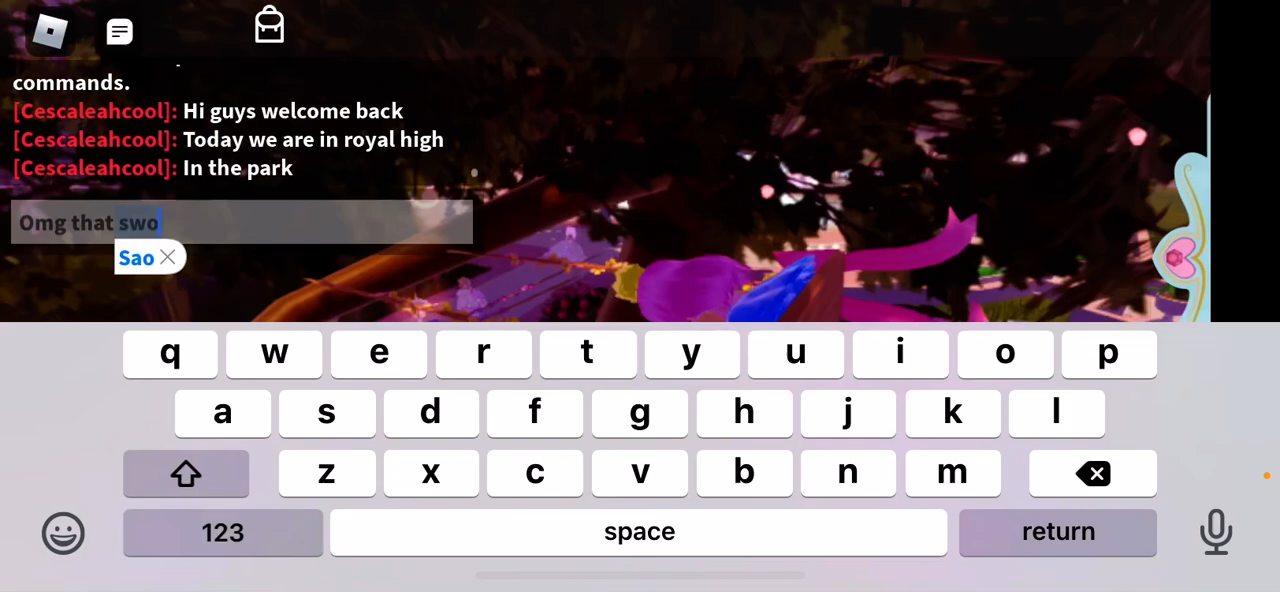 commands.
[Cescaleahcool]: Hi guys welcome back
[Cescaleahcool]: Today we are in royal high
[Cescaleahcool]: In the park
Omg that swo
Sao
q w e r t y u i o p
a s d f g h j k l
z x c v b n m
123 space return